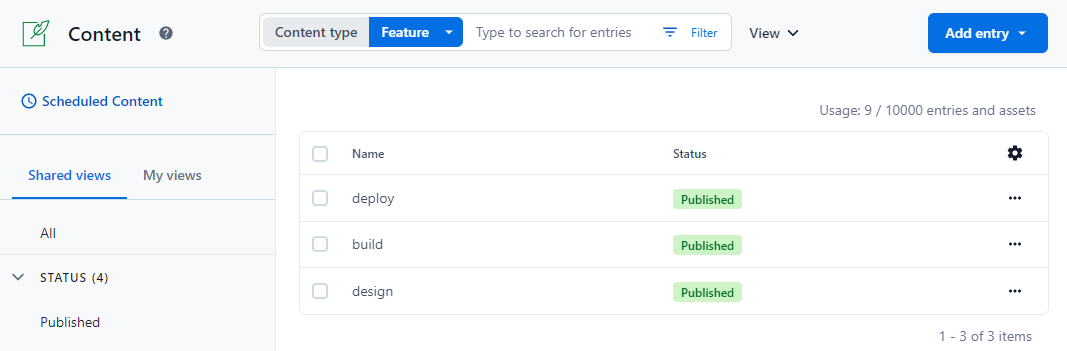 Content
Content type Feature Type to search for entries Filter View Add entry
Scheduled Content
Usage: 9 / 10000 entries and assets
Shared views My views
Name Status
deploy Published
All
build Published
STATUS (4)
design Published
Published
1 - 3 of 3 items